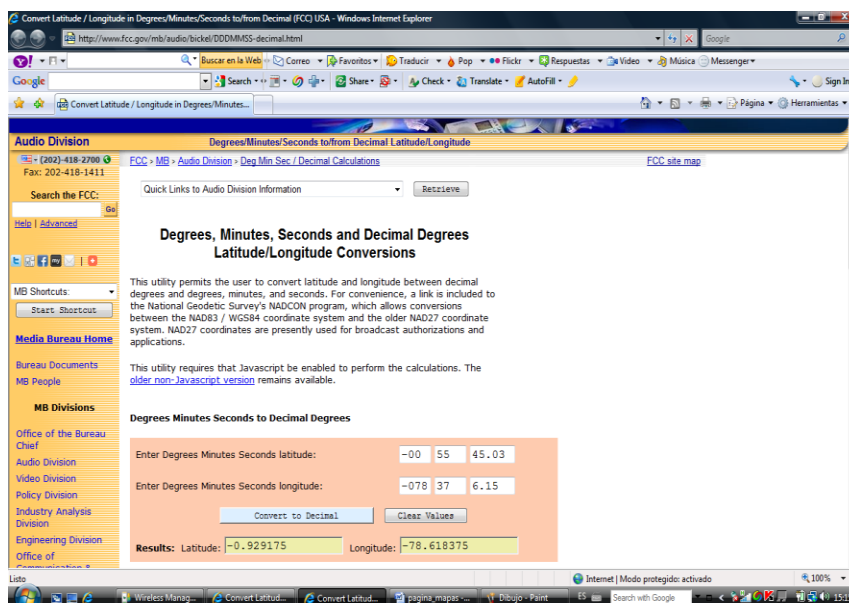 Convert Latitude / Longitude in Degrees/Minutes/Seconds to/from Decimal (FCC) USA - Windows Internet Explorer
http://www.fcc.gov/mb/audio/bickel/DDDMMSS-decimal.html
Google
Buscar en la Web
Correo
Favoritos
Traducir
Pop
Flickr
Respuestas
Video
Música
Messenger
Google
Search
Share
Check
Translate
AutoFill
Sign In
Convert Latitude / Longitude in Degrees/Minutes...
Página
Herramientas
Audio Division
Degrees/Minutes/Seconds to/from Decimal Latitude/Longitude
(202)-418-2700
Fax: 202-418-1411
FCC > MB > Audio Division > Deg Min Sec / Decimal Calculations
FCC site map
Quick Links to Audio Division Information
Retrieve
Search the FCC:
Go
Help | Advanced
MB Shortcuts:
Start Shortcut
Media Bureau Home
Bureau Documents
MB People
MB Divisions
Office of the Bureau
Chief
Audio Division
Video Division
Policy Division
Industry Analysis
Division
Engineering Division
Office of
Degrees, Minutes, Seconds and Decimal Degrees
Latitude/Longitude Conversions
This utility permits the user to convert latitude and longitude between decimal
degrees and degrees, minutes, and seconds. For convenience, a link is included to
the National Geodetic Survey's NADCON program, which allows conversions
between the NAD83 / WGS84 coordinate system and the older NAD27 coordinate
system. NAD27 coordinates are presently used for broadcast authorizations and
applications.
This utility requires that Javascript be enabled to perform the calculations. The
older non-Javascript version remains available.
Degrees Minutes Seconds to Decimal Degrees
Enter Degrees Minutes Seconds latitude: -00 55 45.03
Enter Degrees Minutes Seconds longitude: -078 37 6.15
Convert to Decimal
Clear Values
Results: Latitude: -0.929175 Longitude: -78.618375
Listo
Internet | Modo protegido: activado
100%
Wireless Manag...
Convert Latitud...
Convert Latitud...
pagina_mapas -...
Dibujo - Paint
ES
Search with Google